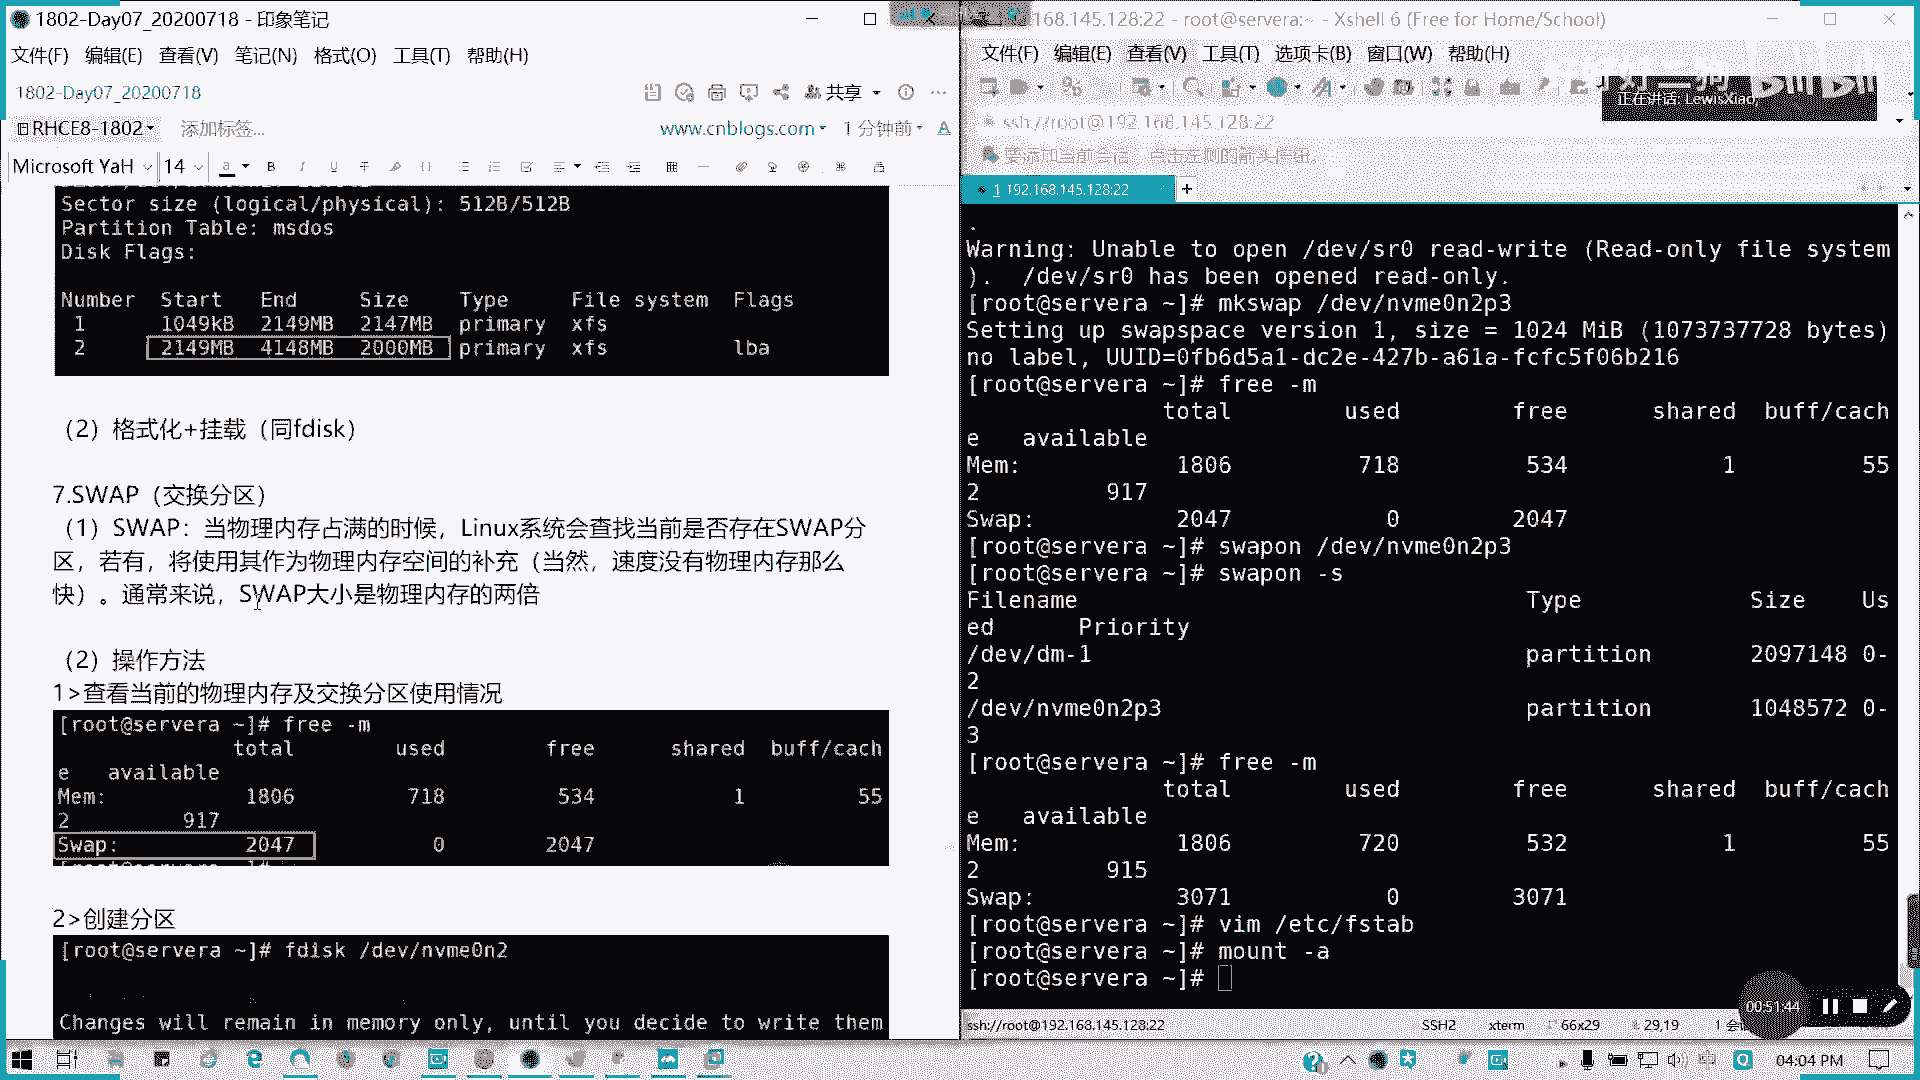 1802-Day07_20200718 - 印象笔记
文件(F) 编辑(E) 查看(V) 笔记(N) 格式(O) 工具(T) 帮助(H)
1802-Day07_20200718
共享
RHCE8-1802 添加标签...
www.cnblogs.com 1 分钟前
Microsoft YaH 14
Sector size (logical/physical): 512B/512B
Partition Table: msdos
Disk Flags:
Number Start End Size Type File system Flags
1 1049kB 2149MB 2147MB primary xfs
2 2149MB 4148MB 2000MB primary xfs lba
（2）格式化+挂载（同fdisk）
7.SWAP（交换分区）
（1）SWAP：当物理内存占满的时候，Linux系统会查找当前是否存在SWAP分
区，若有，将使用其作为物理内存空间的补充（当然，速度没有物理内存那么
快）。通常来说，SWAP大小是物理内存的两倍
（2）操作方法
1>查看当前的物理内存及交换分区使用情况
[root@servera ~]# free -m
total used free shared buff/cach
e available
Mem: 1806 718 534 1 55
2 917
Swap: 2047 0 2047
2>创建分区
[root@servera ~]# fdisk /dev/nvme0n2
Changes will remain in memory only, until you decide to write them
168.145.128:22 - root@servera:~ - Xshell 6 (Free for Home/School)
文件(F) 编辑(E) 查看(V) 工具(T) 选项卡(B) 窗口(W) 帮助(H)
正在讲话: LewisXiao;
ssh://root@192.168.145.128:22
要添加当前会话，点击左侧的箭头按钮。
1 192.168.145.128:22
.
Warning: Unable to open /dev/sr0 read-write (Read-only file system
). /dev/sr0 has been opened read-only.
[root@servera ~]# mkswap /dev/nvme0n2p3
Setting up swapspace version 1, size = 1024 MiB (1073737728 bytes)
no label, UUID=0fb6d5a1-dc2e-427b-a61a-fcfc5f06b216
[root@servera ~]# free -m
total used free shared buff/cach
e available
Mem: 1806 718 534 1 55
2 917
Swap: 2047 0 2047
[root@servera ~]# swapon /dev/nvme0n2p3
[root@servera ~]# swapon -s
Filename Type Size Us
ed Priority
/dev/dm-1 partition 2097148 0-
2
/dev/nvme0n2p3 partition 1048572 0-
3
[root@servera ~]# free -m
total used free shared buff/cach
e available
Mem: 1806 720 532 1 55
2 915
Swap: 3071 0 3071
[root@servera ~]# vim /etc/fstab
[root@servera ~]# mount -a
[root@servera ~]#
00:51:44
ssh://root@192.168.145.128:22 SSH2 xterm 66x29 29,19
04:04 PM